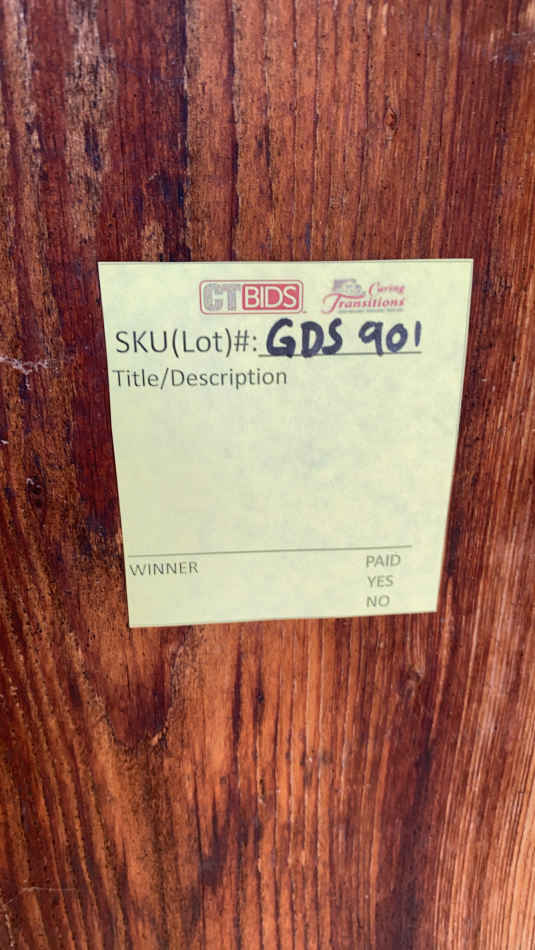 CTBIDS
Caring
Transitions
SKU(Lot)#: GDS 901
Title/Description
WINNER
PAID
YES
NO